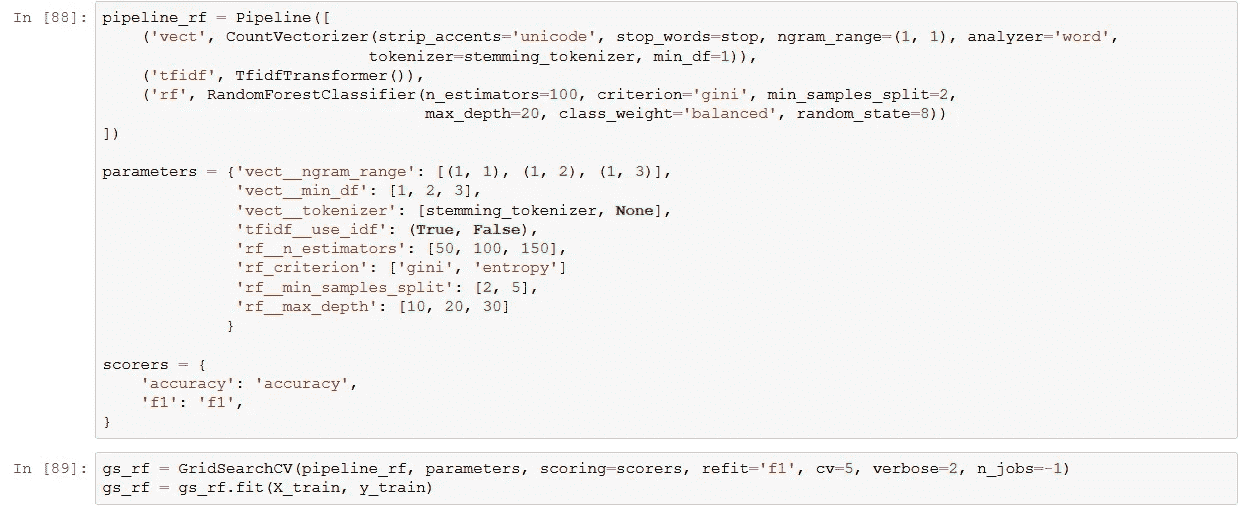 In [88]: pipeline_rf = Pipeline([
    ('vect', CountVectorizer(strip_accents='unicode', stop_words=stop, ngram_range=(1, 1), analyzer='word',
                            tokenizer=stemming_tokenizer, min_df=1)),
    ('tfidf', TfidfTransformer()),
    ('rf', RandomForestClassifier(n_estimators=100, criterion='gini', min_samples_split=2,
                                  max_depth=20, class_weight='balanced', random_state=8))
])
parameters = {'vect__ngram_range': [(1, 1), (1, 2), (1, 3)],
              'vect__min_df': [1, 2, 3],
              'vect__tokenizer': [stemming_tokenizer, None],
              'tfidf__use_idf': (True, False),
              'rf__n_estimators': [50, 100, 150],
              'rf_criterion': ['gini', 'entropy']
              'rf__min_samples_split': [2, 5],
              'rf__max_depth': [10, 20, 30]
             }
scorers = {
    'accuracy': 'accuracy',
    'f1': 'f1',
}
In [89]: gs_rf = GridSearchCV(pipeline_rf, parameters, scoring=scorers, refit='f1', cv=5, verbose=2, n_jobs=-1)
gs_rf = gs_rf.fit(X_train, y_train)